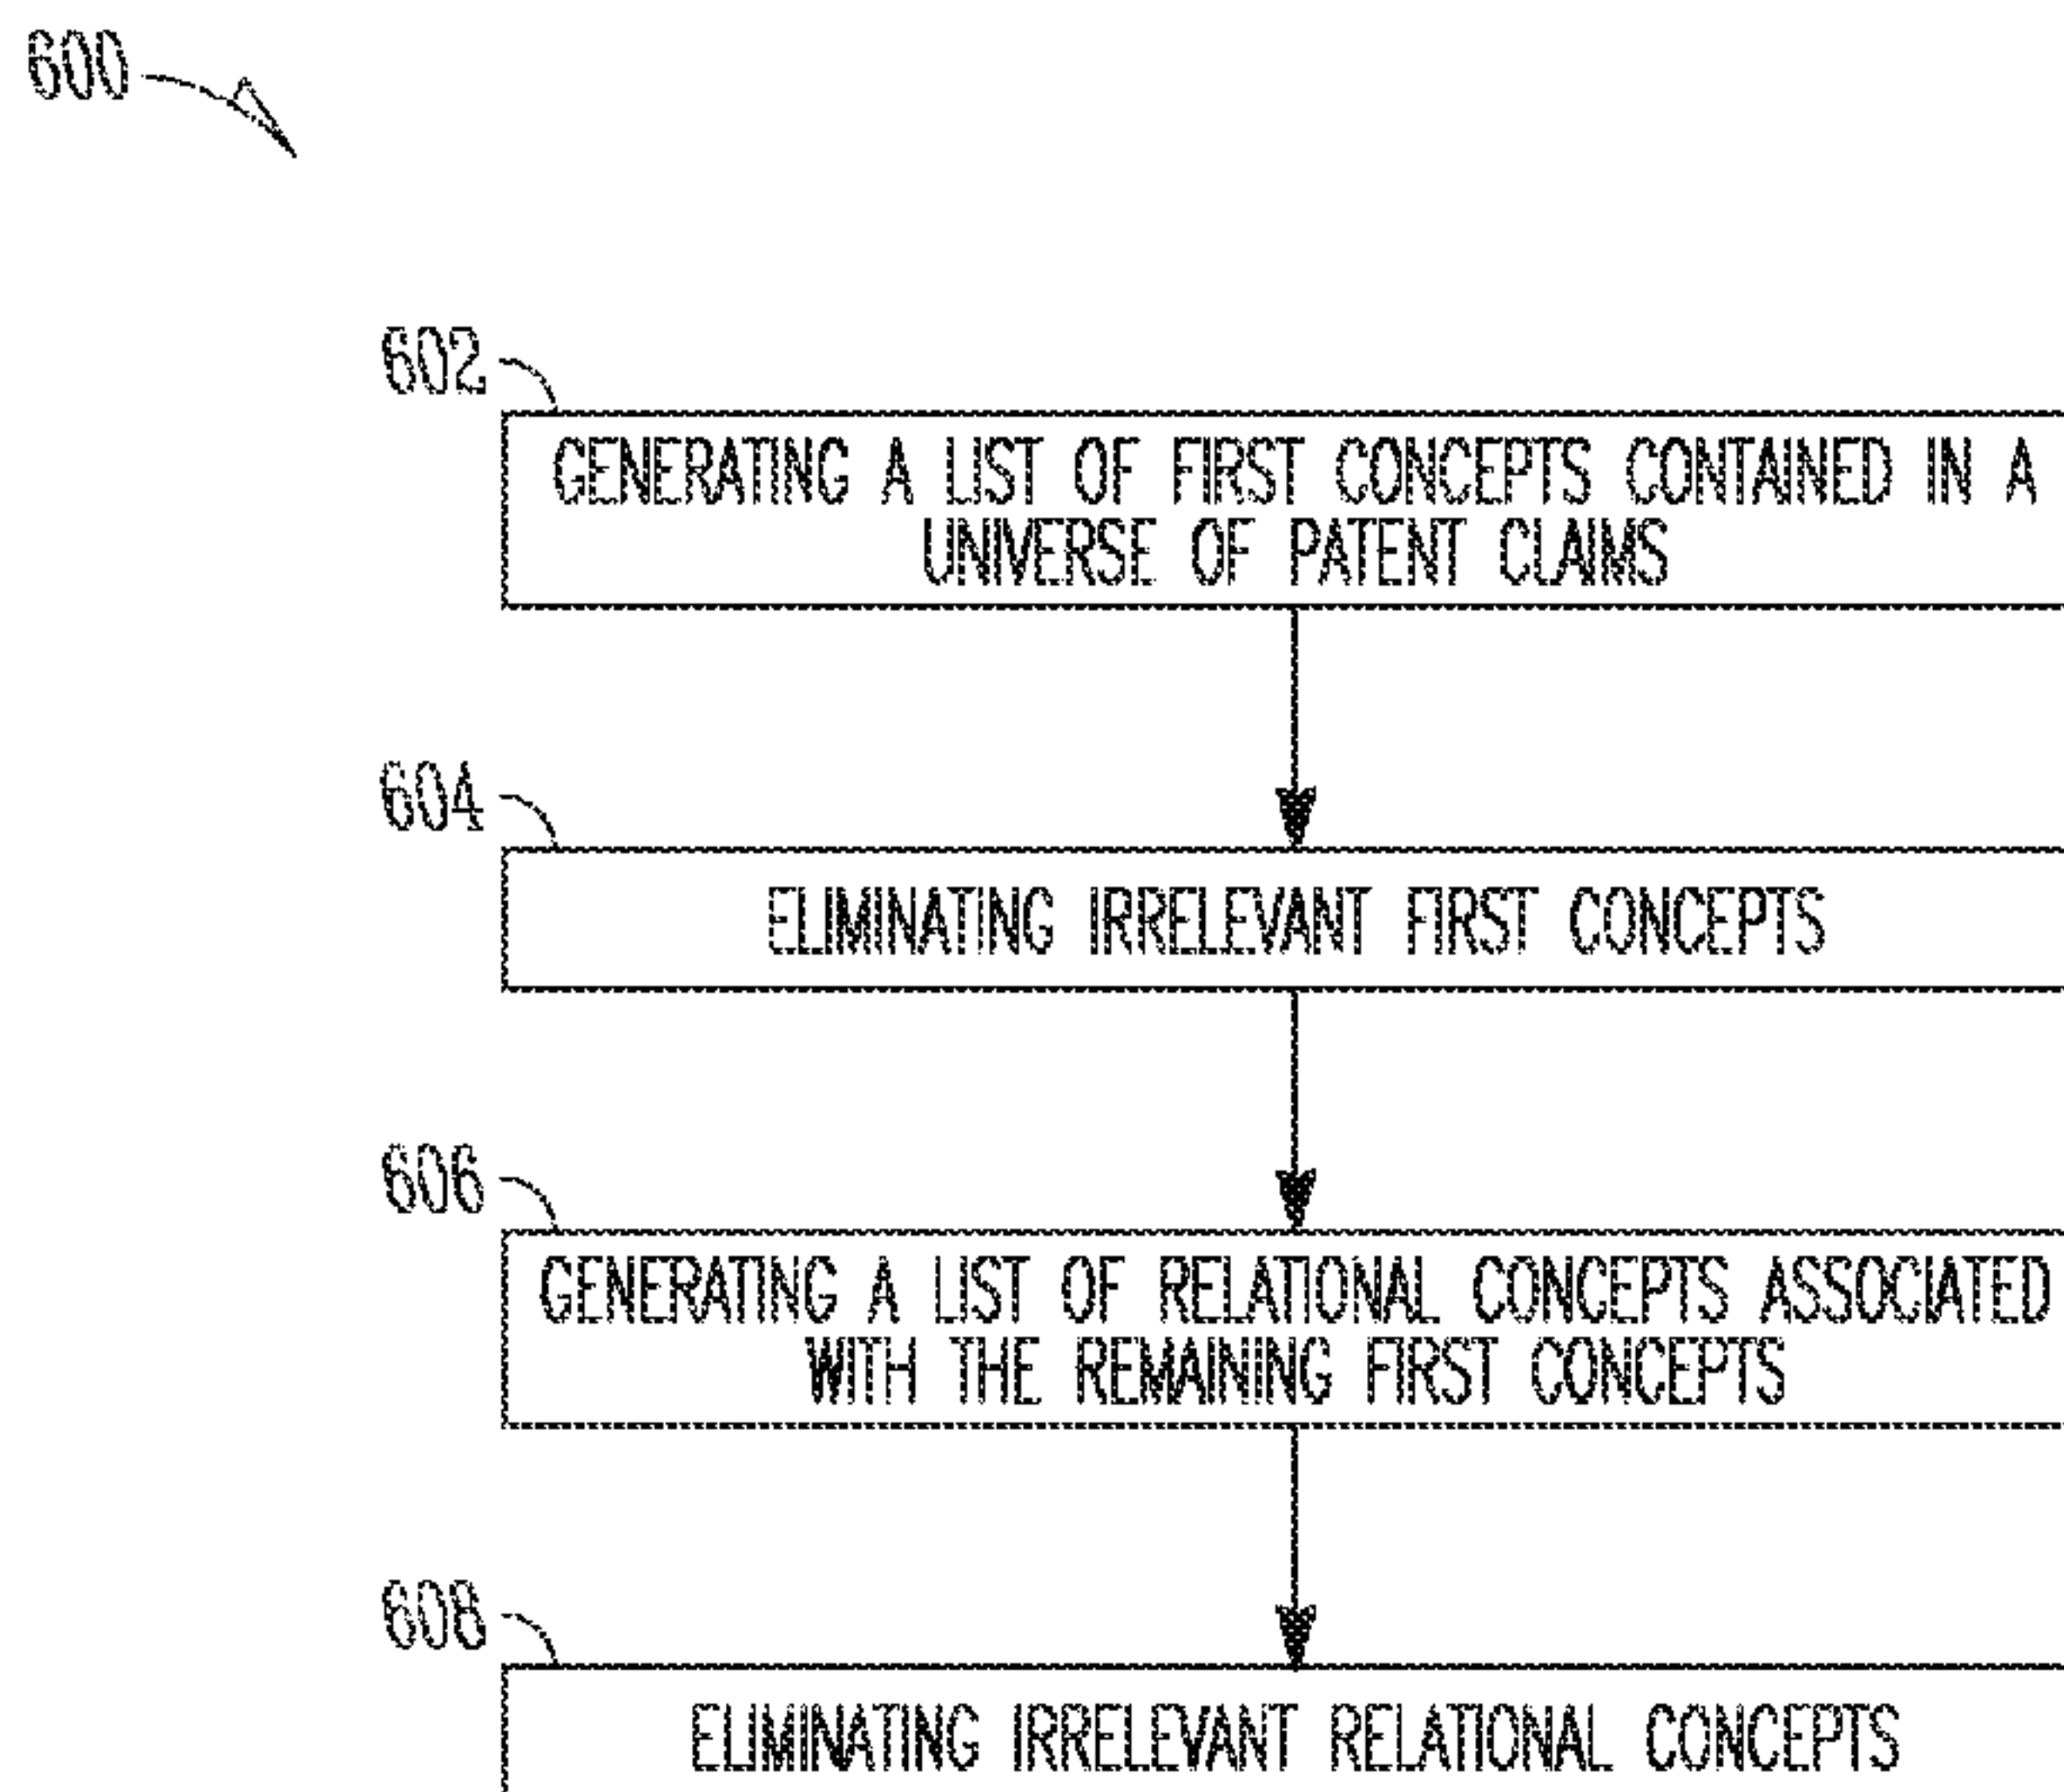 600
602
GENERATING A LIST OF FIRST CONCEPTS CONTAINED IN A
UNIVERSE OF PATENT CLAIMS
604
ELIMINATING IRRELEVANT FIRST CONCEPTS
606
GENERATING A LIST OF RELATIONAL CONCEPTS ASSOCIATED
WITH THE REMAINING FIRST CONCEPTS
608
ELIMINATING IRRELEVANT RELATIONAL CONCEPTS